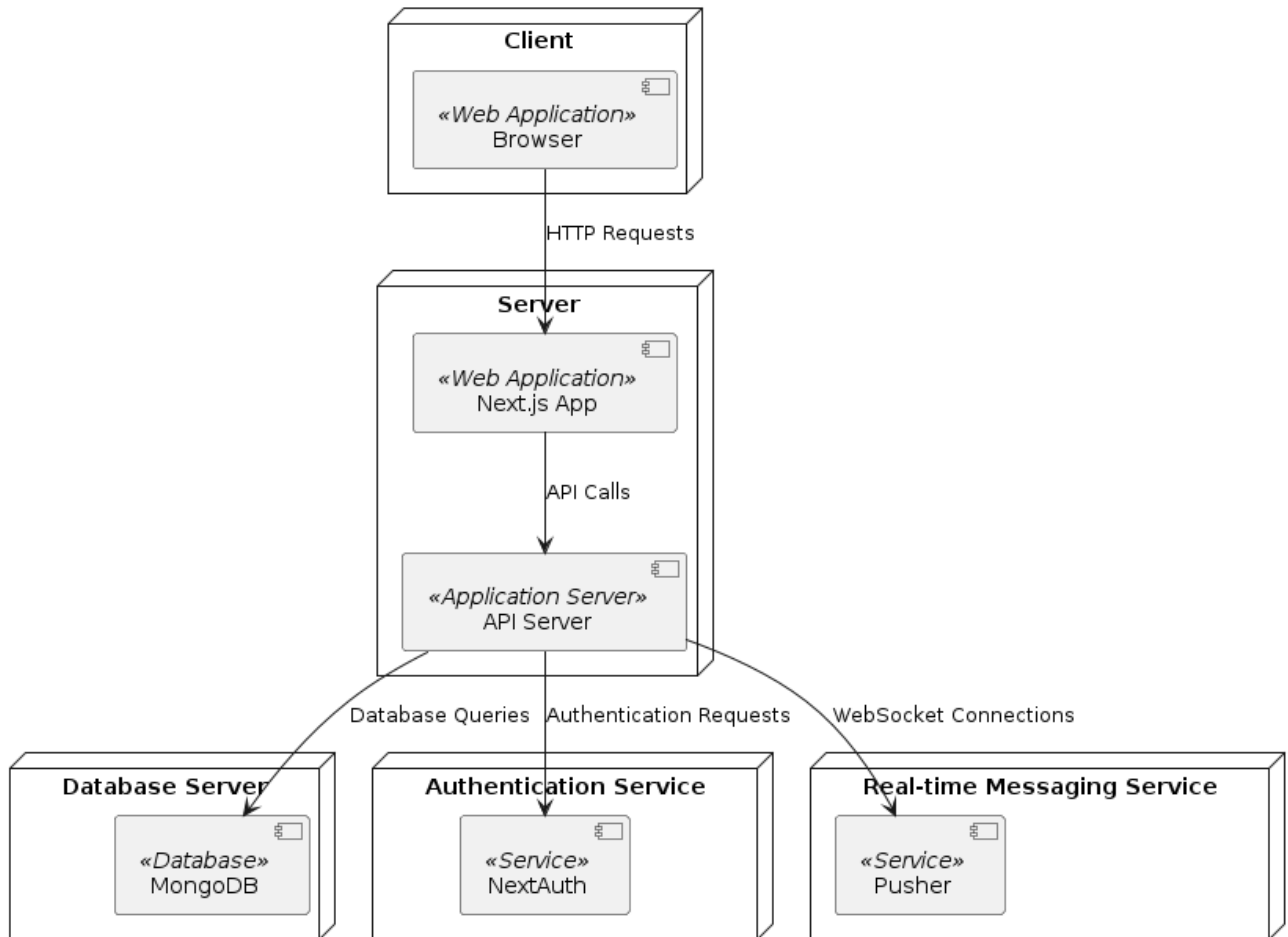 Client
«Web Application»
Browser
HTTP Requests
Server
«Web Application»
Next.js App
API Calls
«Application Server»
API Server
Database Queries
Authentication Requests
WebSocket Connections
Database Server
Authentication Service
Real-time Messaging Service
«Database»
MongoDB
«Service»
NextAuth
«Service»
Pusher